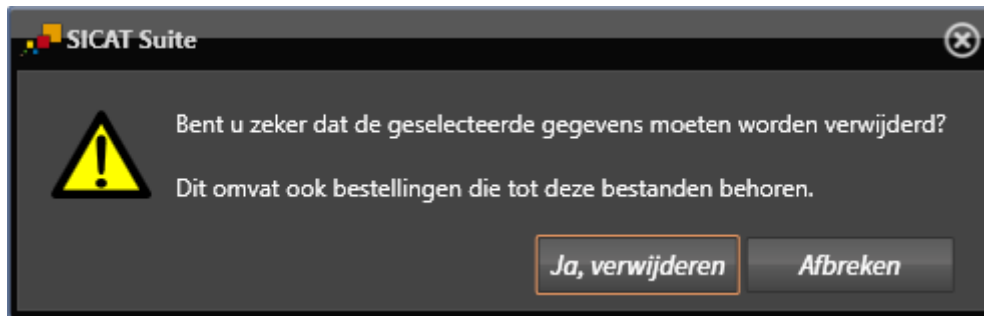 SICAT Suite
Bent u zeker dat de geselecteerde gegevens moeten worden verwijderd?
Dit omvat ook bestellingen die tot deze bestanden behoren.
Ja, verwijderen
Afbreken